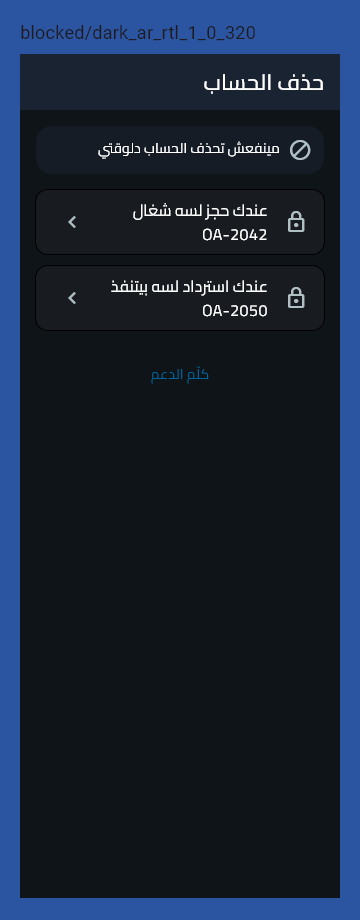 blocked/dark_ar_rtl_1_0_320
حذف الحساب
مينفعش تحذف الحساب دلوقتي
عندك حجز لسه شغال
OA-2042
عندك استرداد لسه بيتنفذ
OA-2050
كلّم الدعم